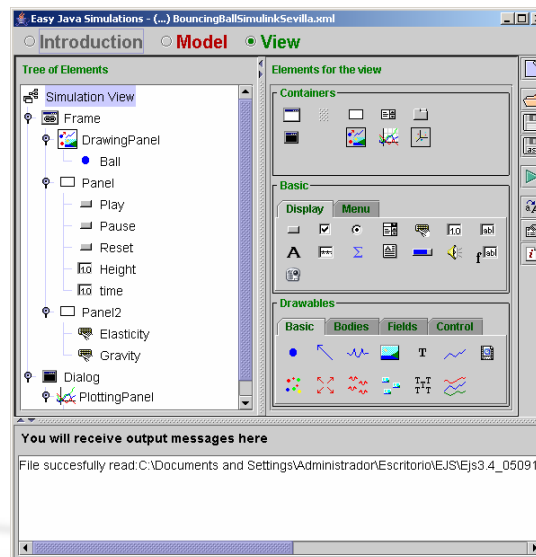 Easy Java Simulations - (...) BouncingBallSimulinkSevilla.xml
Introduction Model View
Tree of Elements
Simulation View
Frame
DrawingPanel
Ball
Panel
Play
Pause
Reset
Height
time
Panel2
Elasticity
Gravity
Dialog
PlottingPanel
Elements for the view
Containers
Basic
Display Menu
Drawables
Basic Bodies Fields Control
You will receive output messages here
File succesfully read:C:\Documents and Settings\Administrador\Escritorio\EJS\Ejs3.4_05091